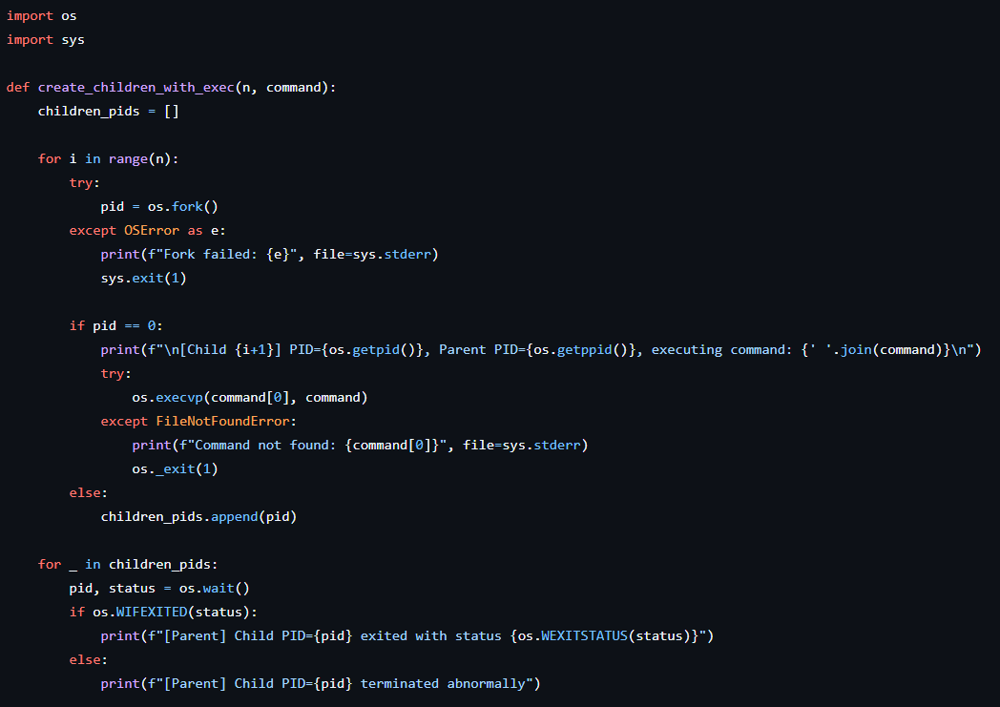 import os
import sys

def create_children_with_exec(n, command):
    children_pids = []

    for i in range(n):
        try:
            pid = os.fork()
        except OSError as e:
            print(f"Fork failed: {e}", file=sys.stderr)
            sys.exit(1)

        if pid == 0:
            print(f"\n[Child {i+1}] PID={os.getpid()}, Parent PID={os.getppid()}, executing command: {' '.join(command)}\n")
            try:
                os.execvp(command[0], command)
            except FileNotFoundError:
                print(f"Command not found: {command[0]}", file=sys.stderr)
                os._exit(1)
        else:
            children_pids.append(pid)

    for _ in children_pids:
        pid, status = os.wait()
        if os.WIFEXITED(status):
            print(f"[Parent] Child PID={pid} exited with status {os.WEXITSTATUS(status)}")
        else:
            print(f"[Parent] Child PID={pid} terminated abnormally")